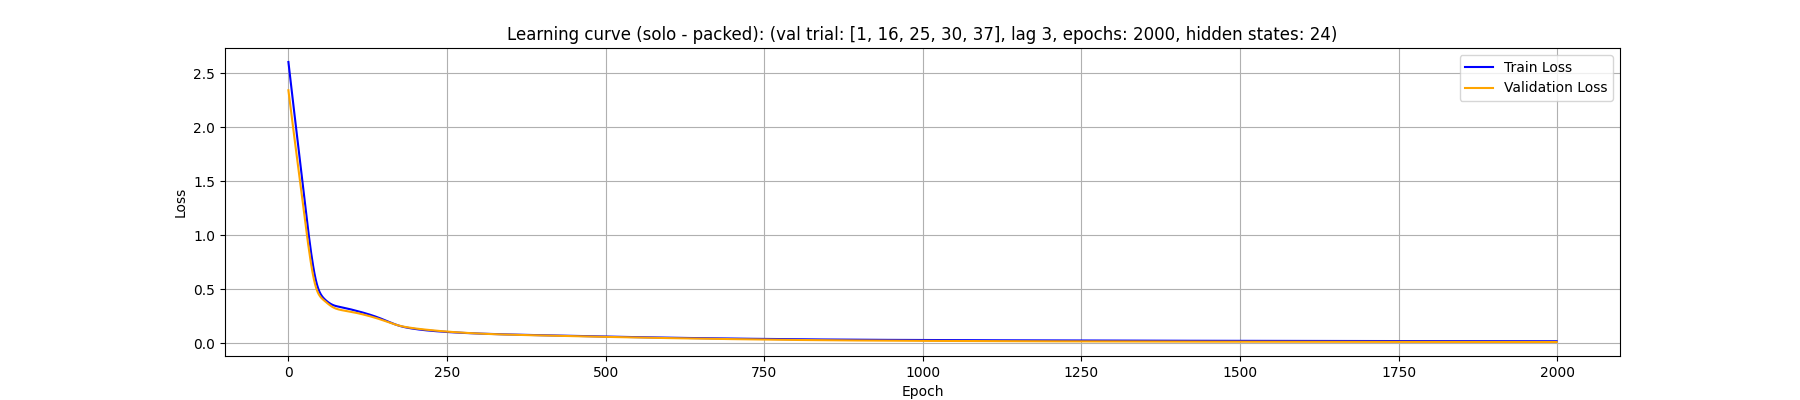 Learning curve (solo - packed): (val trial: [1, 16, 25, 30, 37], lag 3, epochs: 2000, hidden states: 24)
Train Loss
Validation Loss
2.5
2.0
1.5
1.0
0.5
0.0
Loss
0 250 500 750 1000 1250 1500 1750 2000
Epoch